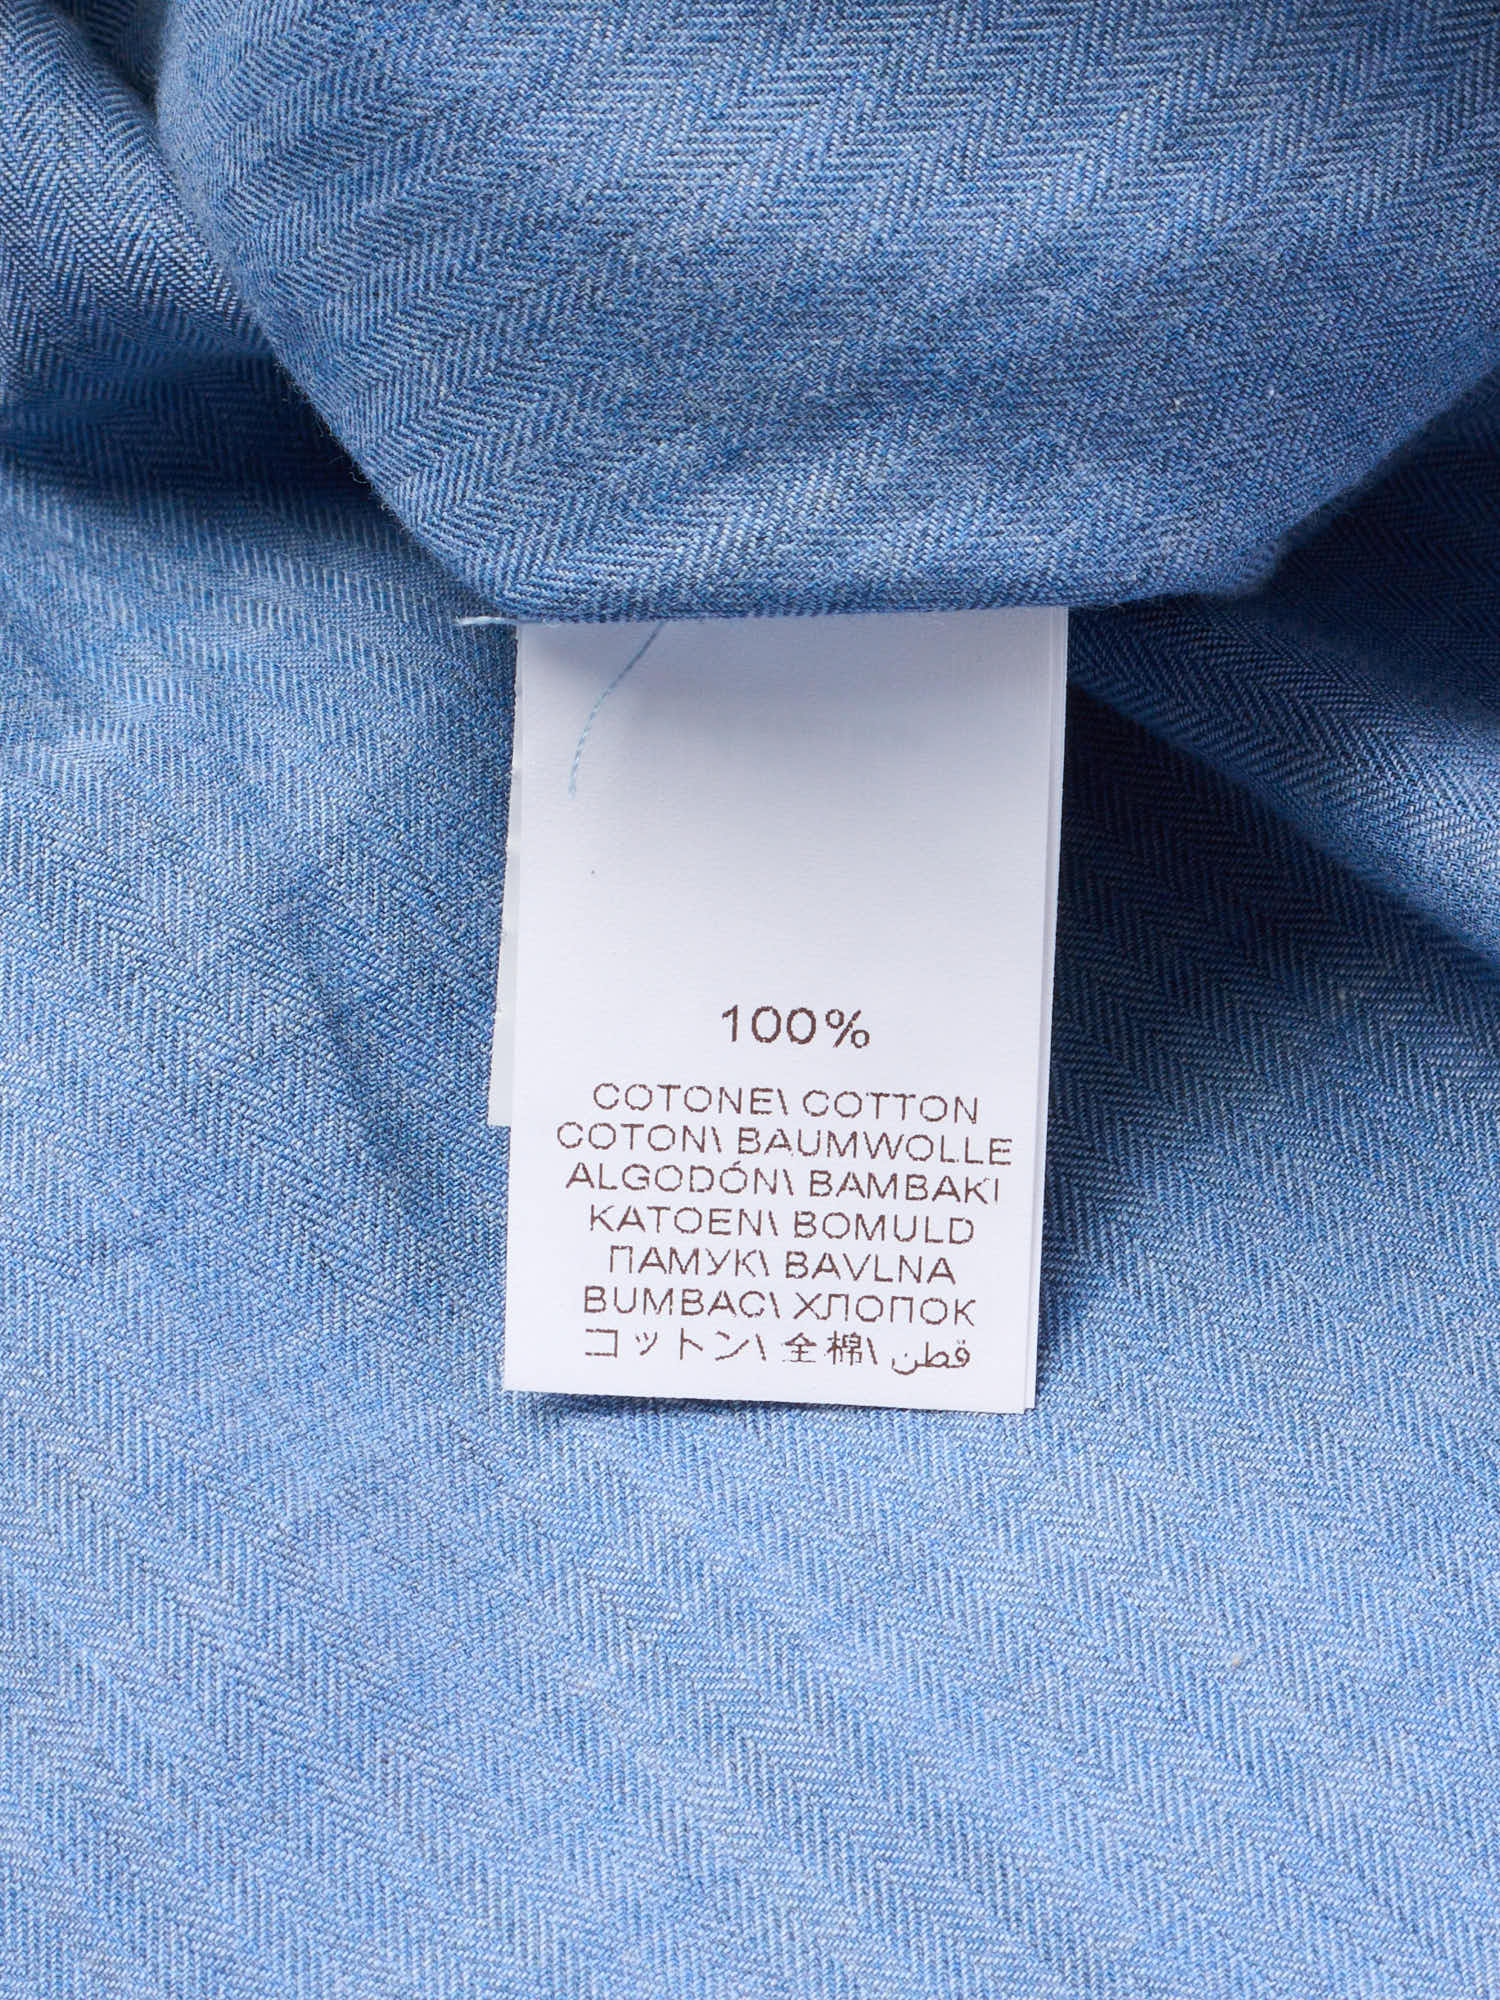 100%
COTONE\ COTTON
COTON\ BAUMWOLLE
ALGODÓN\ BAMBAKI
KATOEN\ BOMULD
ПАМУК\ BAVLNA
BUMBAC\ ХЛОПОК
コットン\ 全棉\ قطن